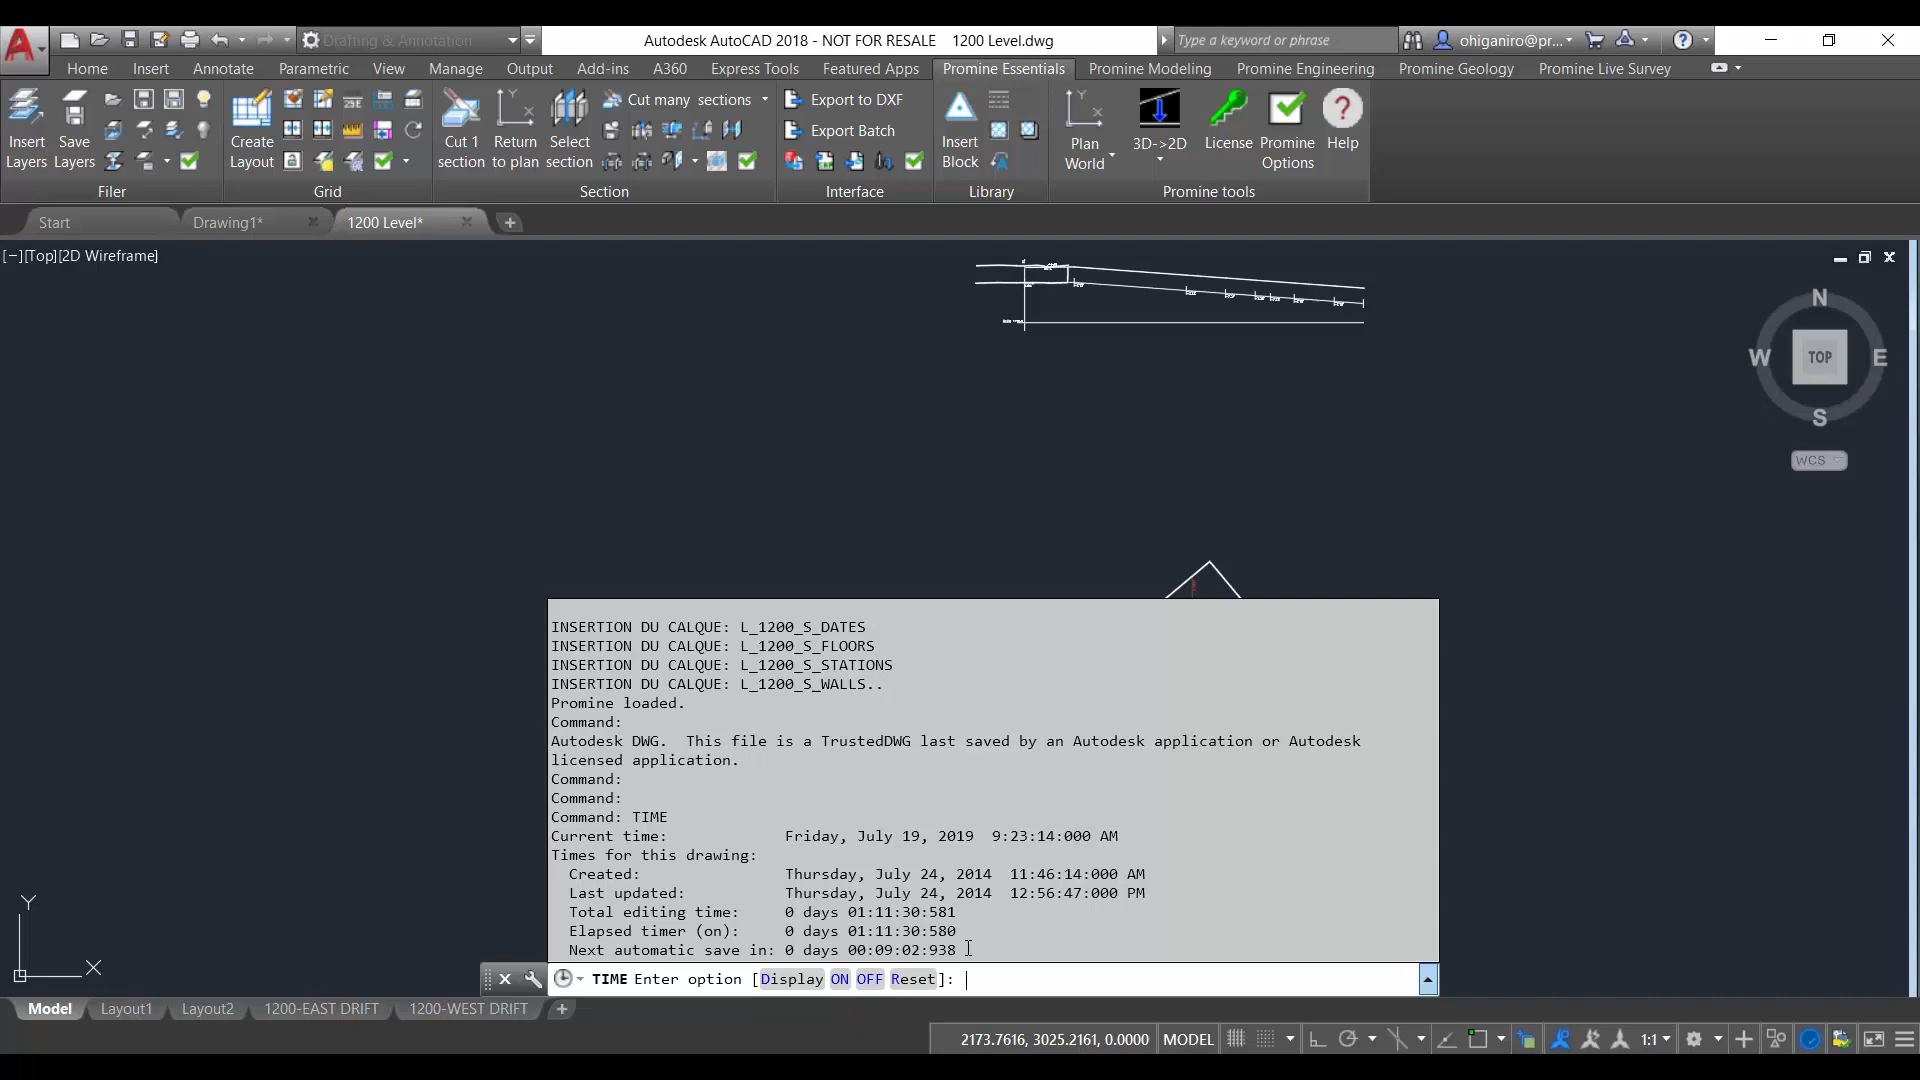 Drafting & Annotation
Autodesk AutoCAD 2018 - NOT FOR RESALE 1200 Level.dwg
Type a keyword or phrase
ohiganiro@pr...
Home Insert Annotate Parametric View Manage Output Add-ins A360 Express Tools Featured Apps Promine Essentials Promine Modeling Promine Engineering Promine Geology Promine Live Survey
Insert Layers
Save Layers
Create Layout
Cut 1 section
Return to plan
Select section
Cut many sections
Export to DXF
Export Batch
Insert Block
Plan World
3D->2D
License
Promine Options
Help
Filer Grid Section Interface Library Promine tools
Start Drawing1* 1200 Level*
[−][Top][2D Wireframe]
N
W TOP E
S
WCS
INSERTION DU CALQUE: L_1200_S_DATES
INSERTION DU CALQUE: L_1200_S_FLOORS
INSERTION DU CALQUE: L_1200_S_STATIONS
INSERTION DU CALQUE: L_1200_S_WALLS..
Promine loaded.
Command:
Autodesk DWG. This file is a TrustedDWG last saved by an Autodesk application or Autodesk
licensed application.
Command:
Command:
Command: TIME
Current time: Friday, July 19, 2019 9:23:14:000 AM
Times for this drawing:
Created: Thursday, July 24, 2014 11:46:14:000 AM
Last updated: Thursday, July 24, 2014 12:56:47:000 PM
Total editing time: 0 days 01:11:30:581
Elapsed timer (on): 0 days 01:11:30:580
Next automatic save in: 0 days 00:09:02:938
TIME Enter option [Display ON OFF Reset]:
Y
X
Model Layout1 Layout2 1200-EAST DRIFT 1200-WEST DRIFT
2173.7616, 3025.2161, 0.0000 MODEL 1:1